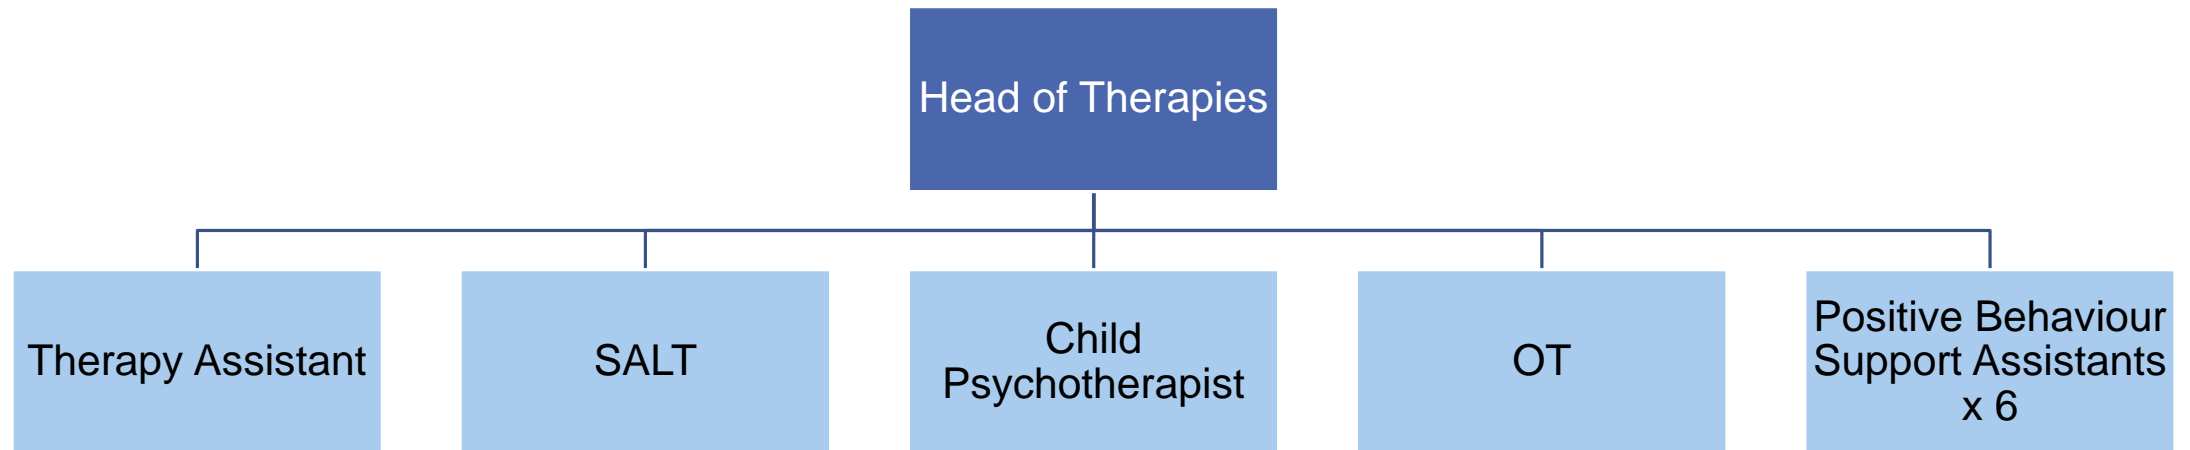 Head of Therapies
Therapy Assistant
SALT
Child
Psychotherapist
OT
Positive Behaviour
Support Assistants
x 6